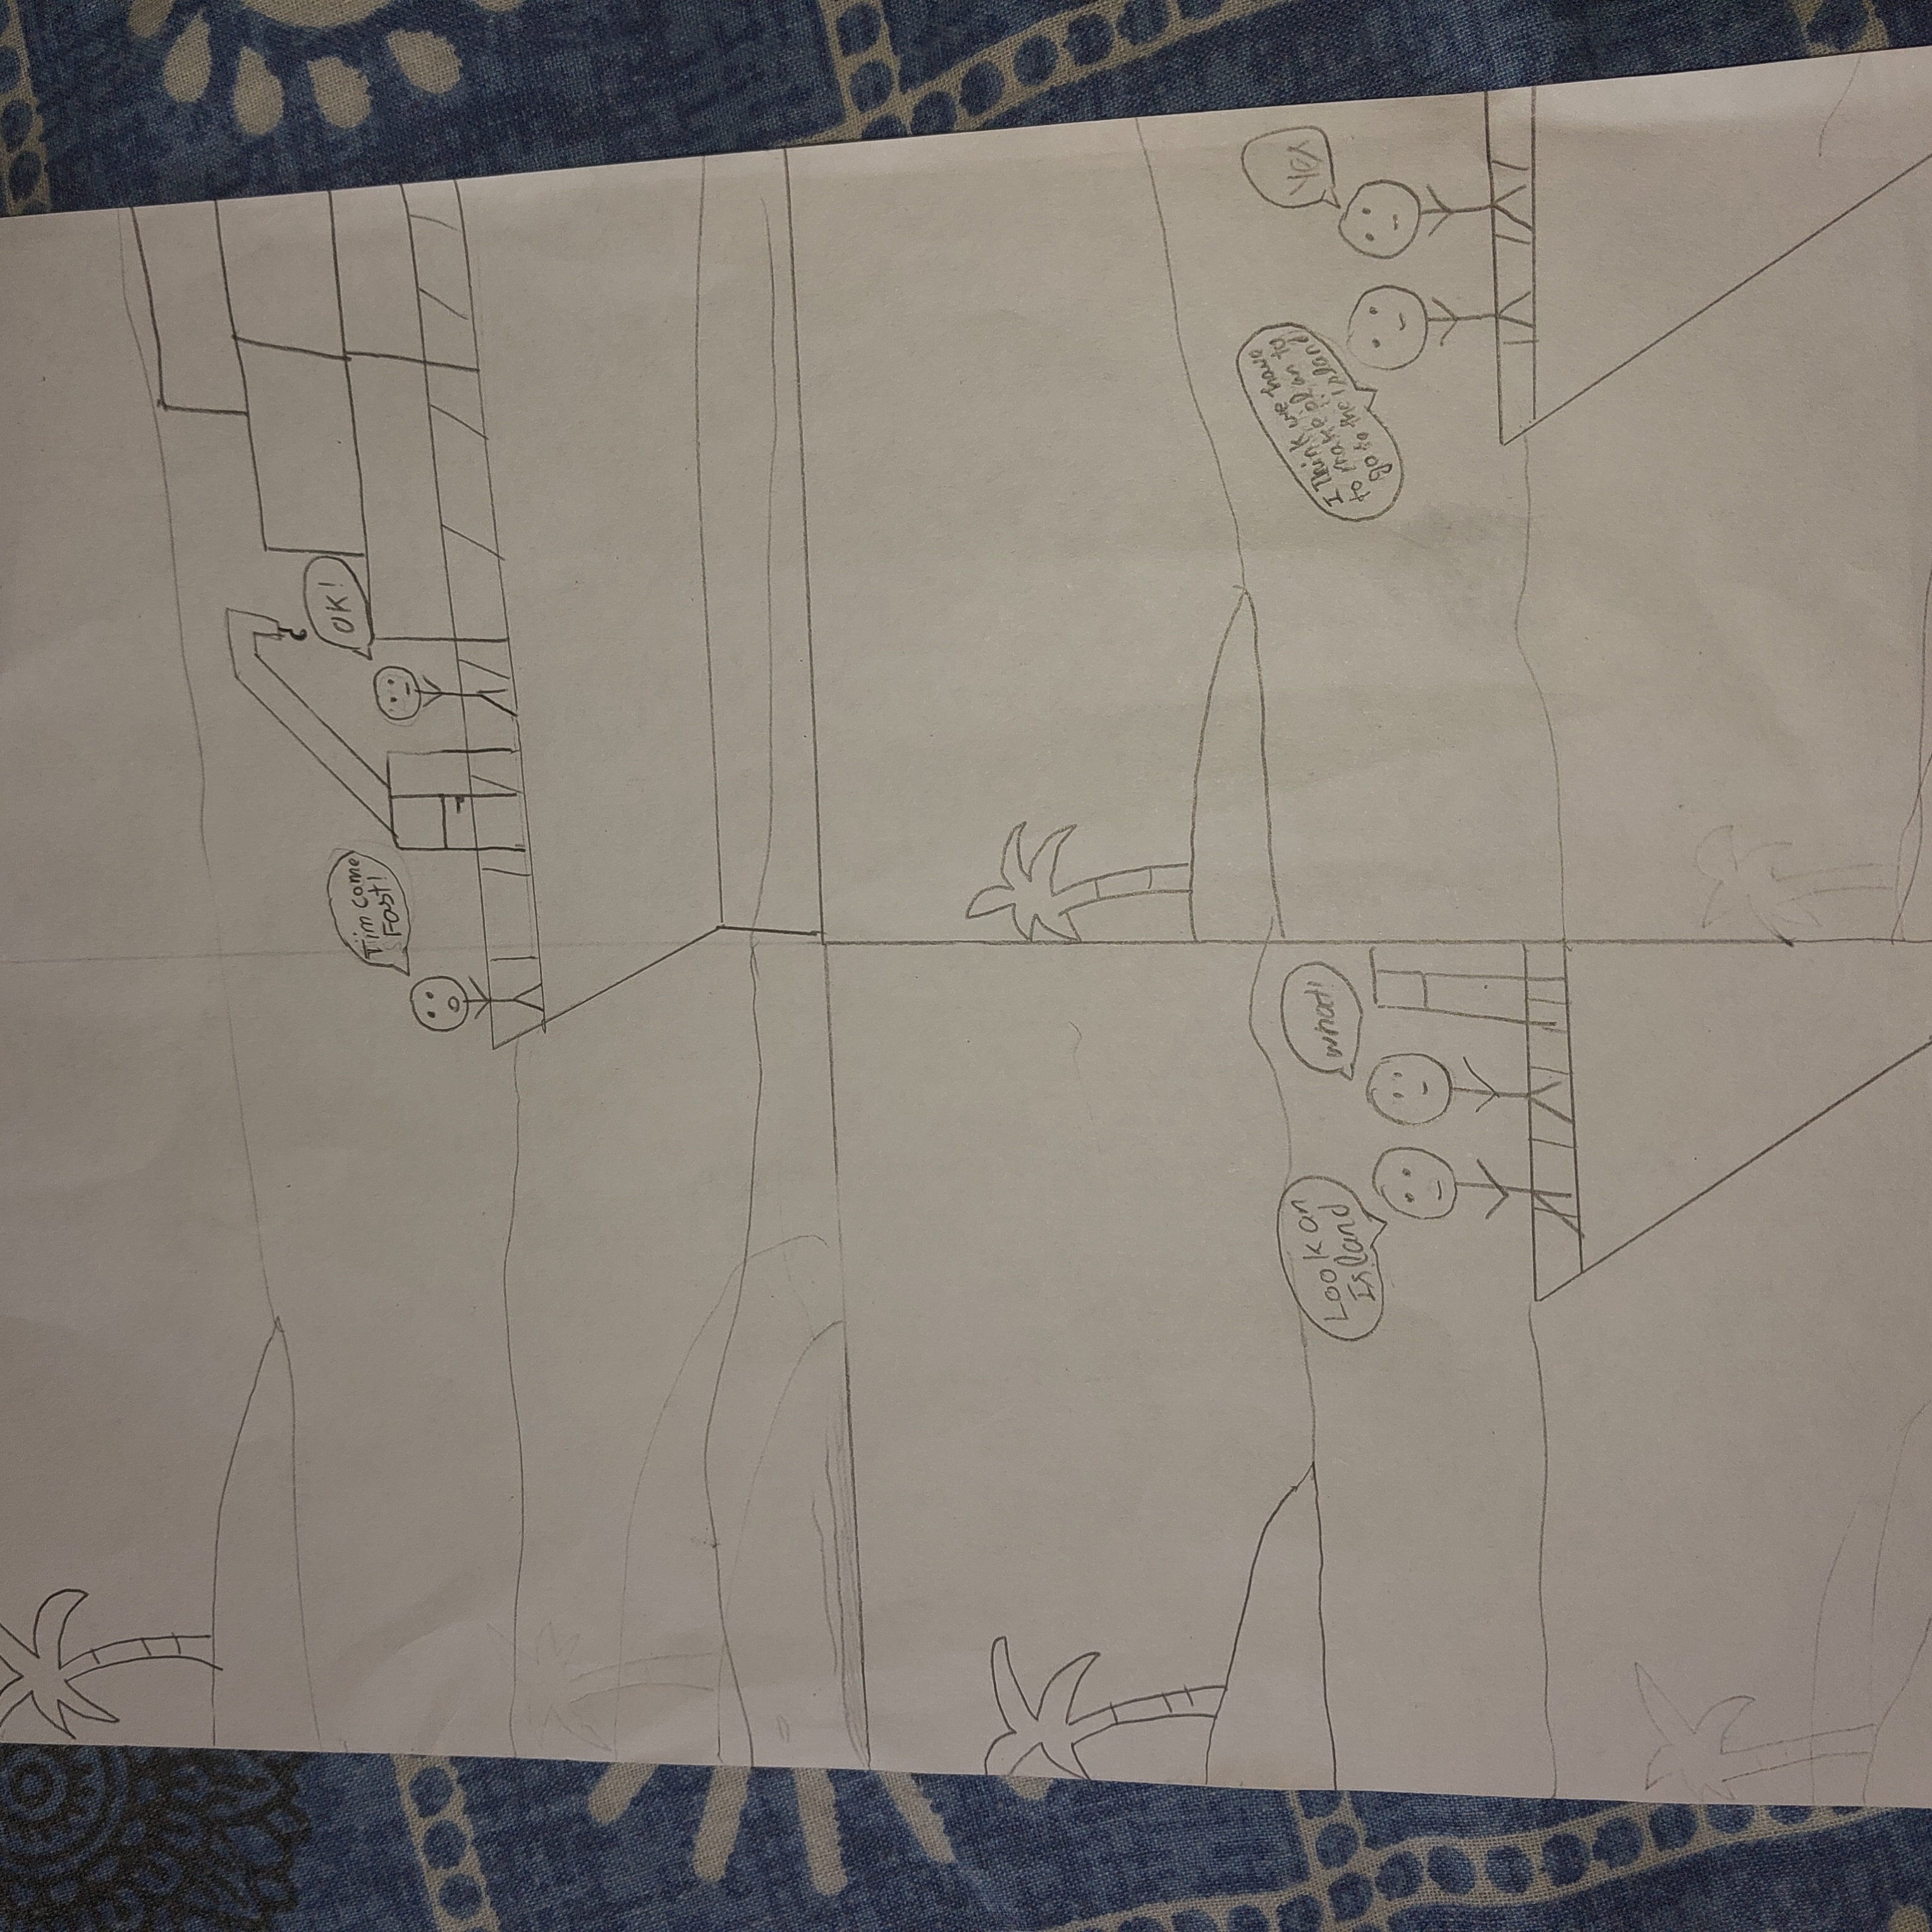 Tim come
Fast!
OK!
Look an
Island
what!
I Think we have
to make plan to
go to the island
Yes